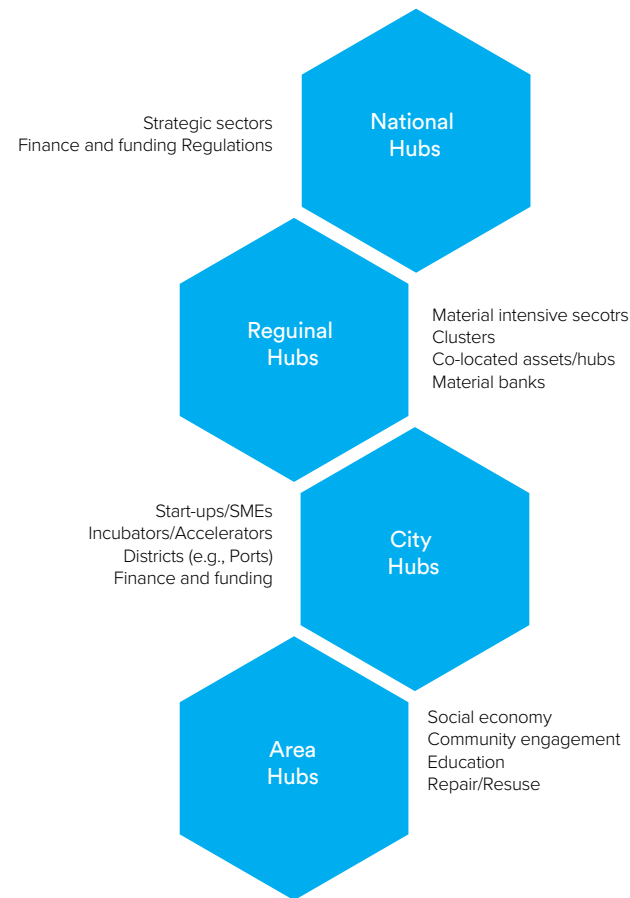 National
Hubs
Strategic sectors
Finance and funding Regulations
Reguinal
Hubs
Material intensive secotrs
Clusters
Co-located assets/hubs
Material banks
City
Hubs
Start-ups/SMEs
Incubators/Accelerators
Districts (e.g., Ports)
Finance and funding
Area
Hubs
Social economy
Community engagement
Education
Repair/Resuse